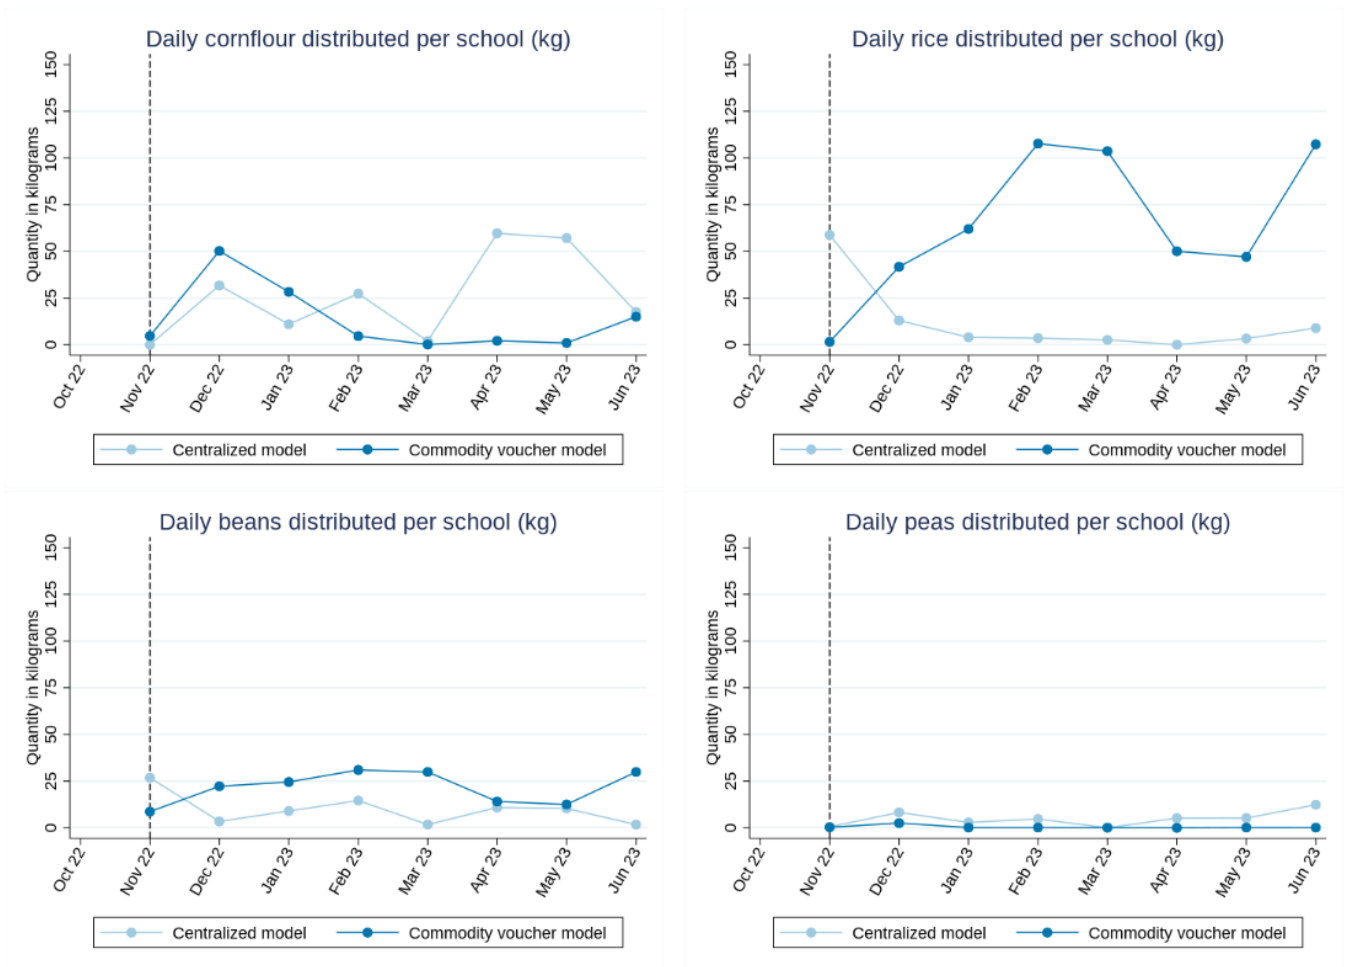 Daily cornflour distributed per school (kg)
Quantity in kilograms
150
125
100
75
50
25
0
Oct 22
Nov 22
Dec 22
Jan 23
Feb 23
Mar 23
Apr 23
May 23
Jun 23
Centralized model
Commodity voucher model
Daily rice distributed per school (kg)
Quantity in kilograms
150
125
100
75
50
25
0
Oct 22
Nov 22
Dec 22
Jan 23
Feb 23
Mar 23
Apr 23
May 23
Jun 23
Centralized model
Commodity voucher model
Daily beans distributed per school (kg)
Quantity in kilograms
150
125
100
75
50
25
0
Oct 22
Nov 22
Dec 22
Jan 23
Feb 23
Mar 23
Apr 23
May 23
Jun 23
Centralized model
Commodity voucher model
Daily peas distributed per school (kg)
Quantity in kilograms
150
125
100
75
50
25
0
Oct 22
Nov 22
Dec 22
Jan 23
Feb 23
Mar 23
Apr 23
May 23
Jun 23
Centralized model
Commodity voucher model